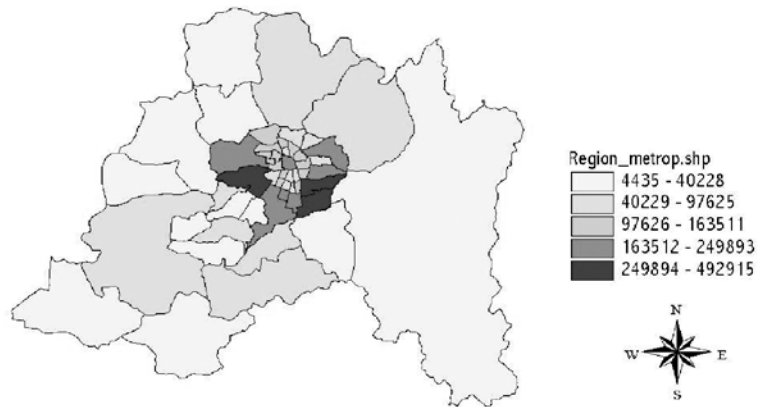 Region_metrop.shp
4435 - 40228
40229 - 97625
97626 - 163511
163512 - 249893
249894 - 492915
N
W E
S